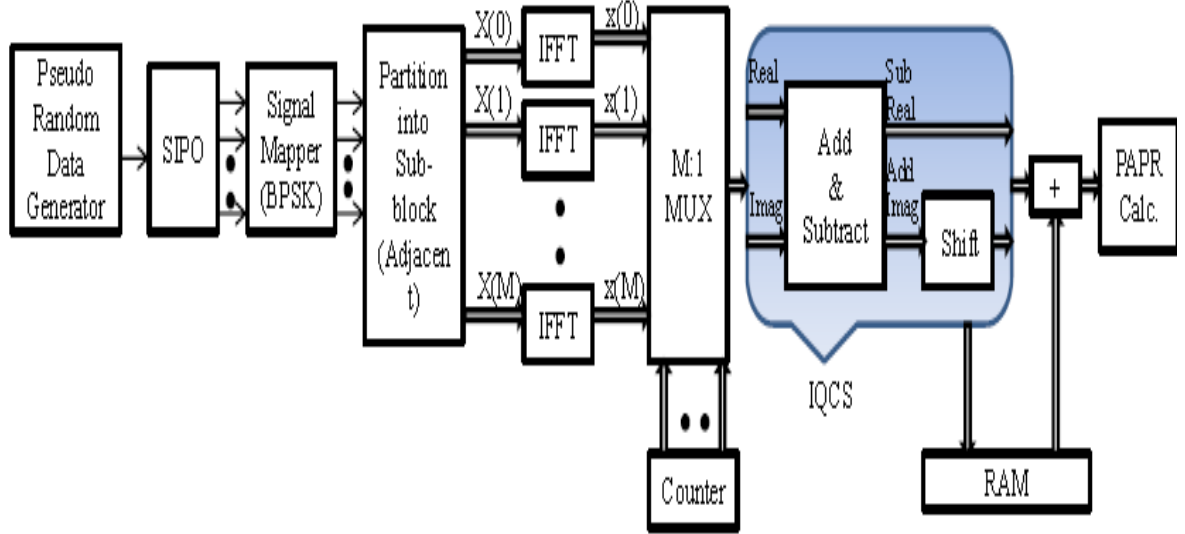 Pseudo
Random
Data
Generator
SIPO
Signal
Mapper
(BPSK)
Partition
into
Sub-
block
(Adjacen
t)
X(0)
X(1)
X(M)
IFFT
IFFT
IFFT
x(0)
x(1)
x(M)
M:1
MUX
Counter
Real
Imag
Add
&
Subtract
Sub
Real
Add
Imag
Shift
IQCS
+
PAPR
Calc.
RAM